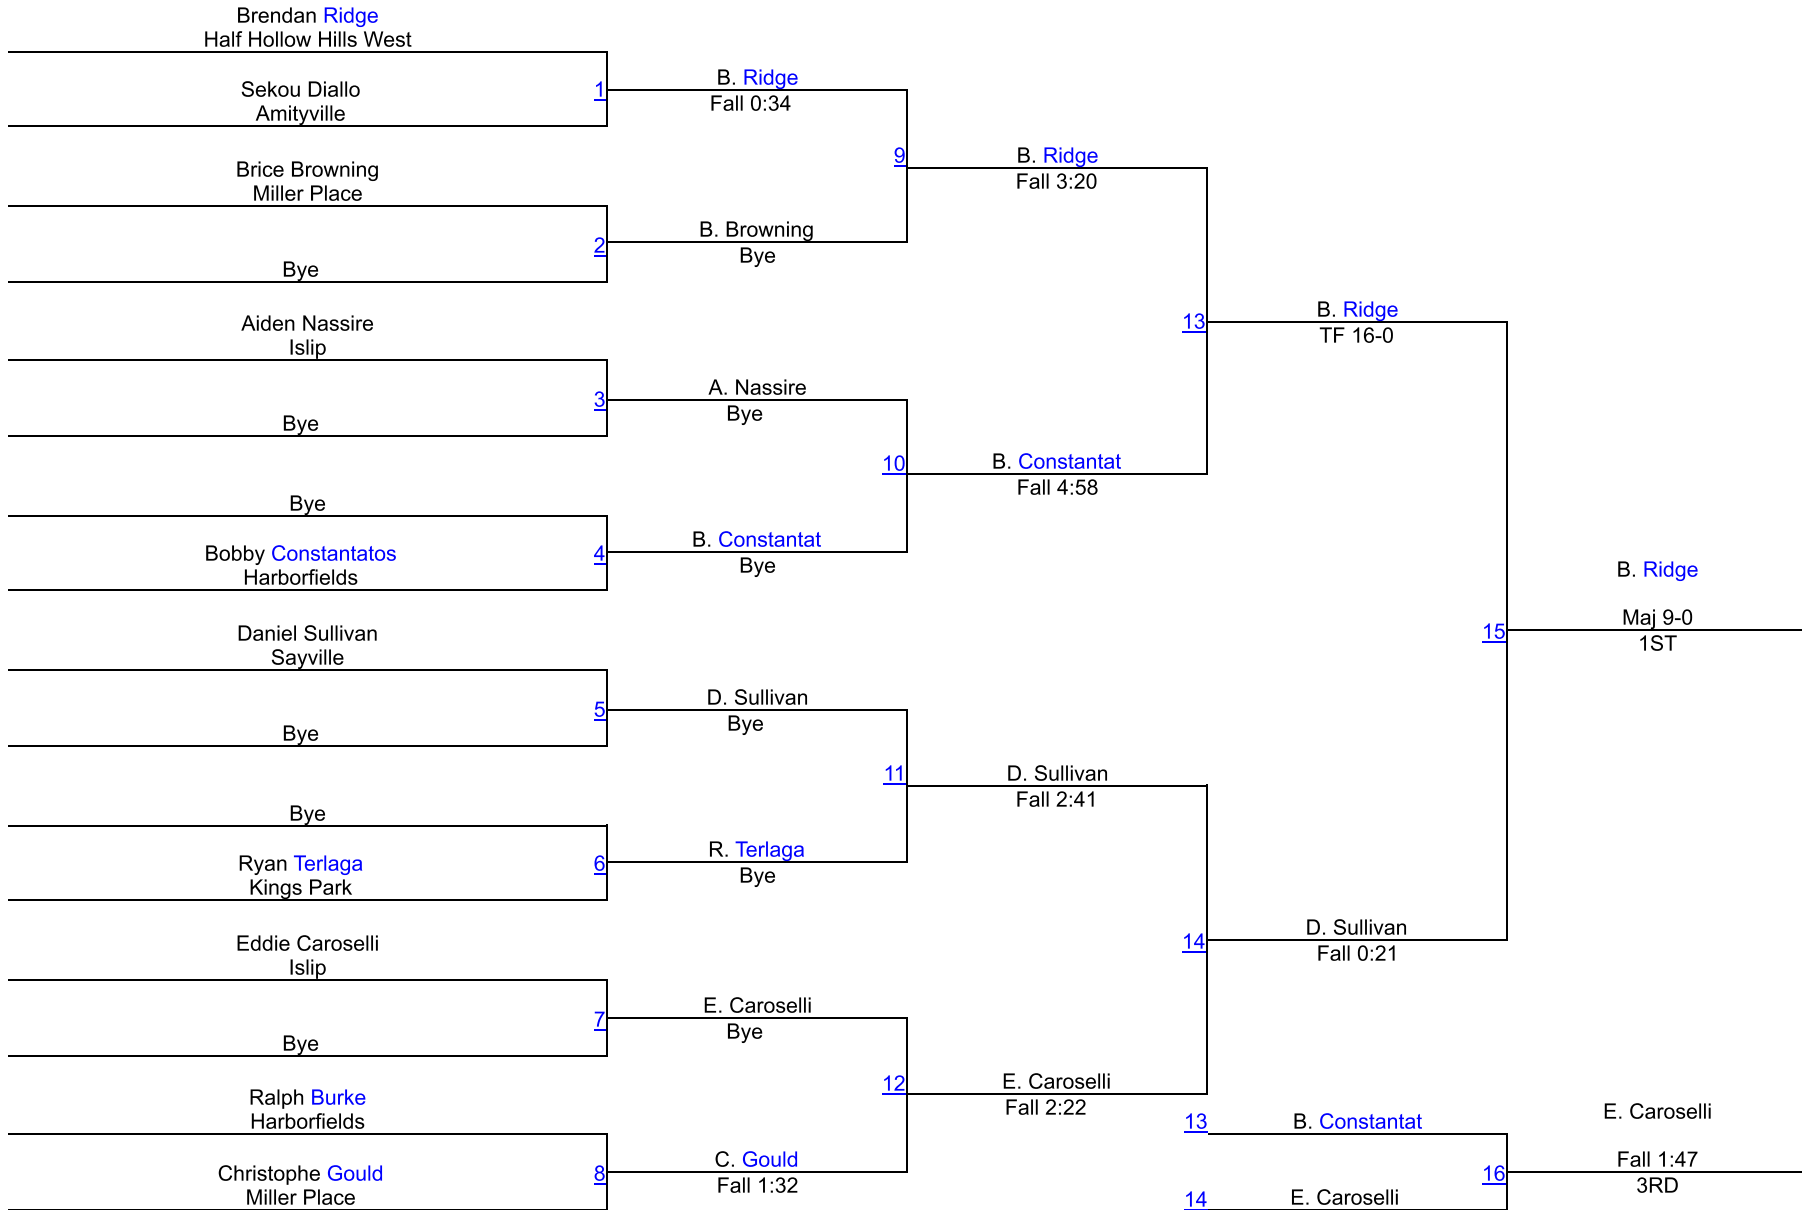 Brendan Ridge
Half Hollow Hills West
Sekou Diallo
Amityville
1
Brice Browning
Miller Place
2
Bye
Aiden Nassire
Islip
3
Bye
Bye
Bobby Constantatos
Harborfields
4
Daniel Sullivan
Sayville
5
Bye
Bye
Ryan Terlaga
Kings Park
6
Eddie Caroselli
Islip
7
Bye
Ralph Burke
Harborfields
Christophe Gould
Miller Place
8
B. Ridge
Fall 0:34
9
B. Browning
Bye
A. Nassire
Bye
10
B. Constantat
Bye
D. Sullivan
Bye
11
R. Terlaga
Bye
E. Caroselli
Bye
12
C. Gould
Fall 1:32
B. Ridge
Fall 3:20
13
B. Constantat
Fall 4:58
D. Sullivan
Fall 2:41
14
E. Caroselli
Fall 2:22
B. Ridge
TF 16-0
15
D. Sullivan
Fall 0:21
B. Ridge
Maj 9-0
1ST
13
B. Constantat
16
14
E. Caroselli
E. Caroselli
Fall 1:47
3RD